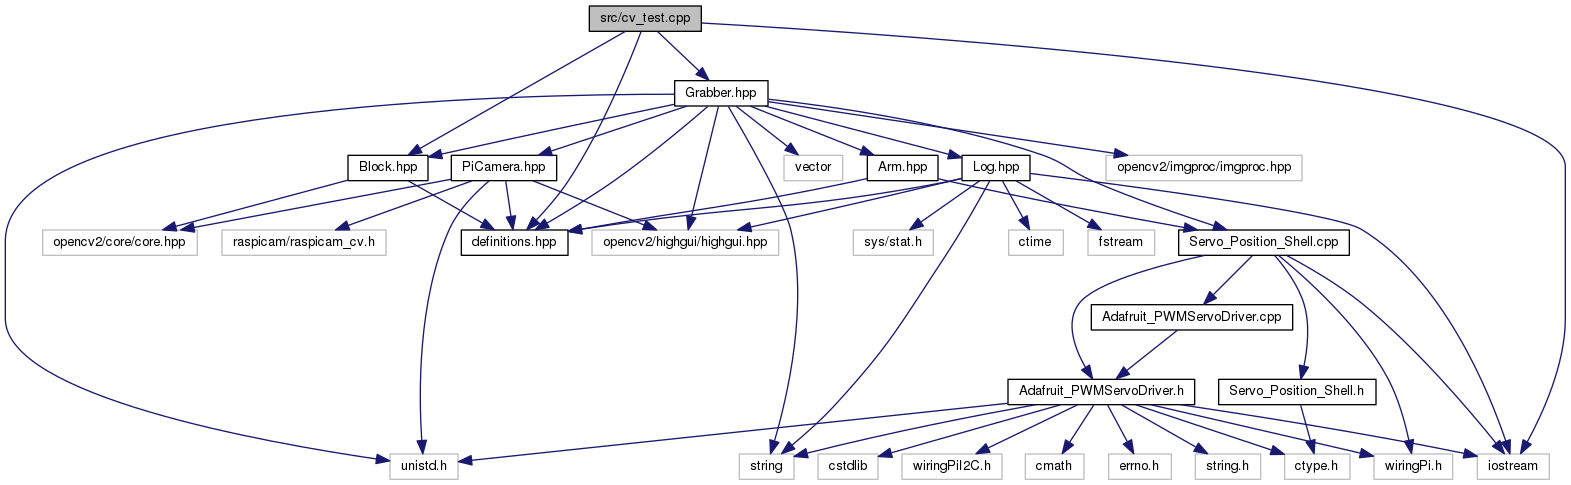 src/cv_test.cpp
Grabber.hpp
Block.hpp
PiCamera.hpp
vector
Arm.hpp
Log.hpp
opencv2/imgproc/imgproc.hpp
opencv2/core/core.hpp
raspicam/raspicam_cv.h
definitions.hpp
opencv2/highgui/highgui.hpp
sys/stat.h
ctime
fstream
Servo_Position_Shell.cpp
Adafruit_PWMServoDriver.cpp
Adafruit_PWMServoDriver.h
Servo_Position_Shell.h
unistd.h
string
cstdlib
wiringPiI2C.h
cmath
errno.h
string.h
ctype.h
wiringPi.h
iostream